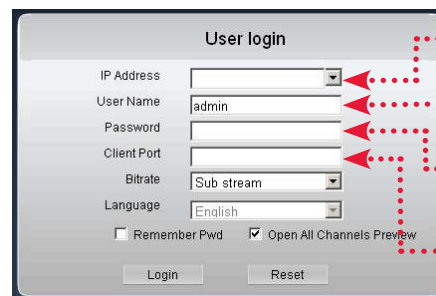 User login
IP Address
User Name admin
Password
Client Port
Bitrate Sub stream
Language English
Remember Pwd Open All Channels Preview
Login Reset